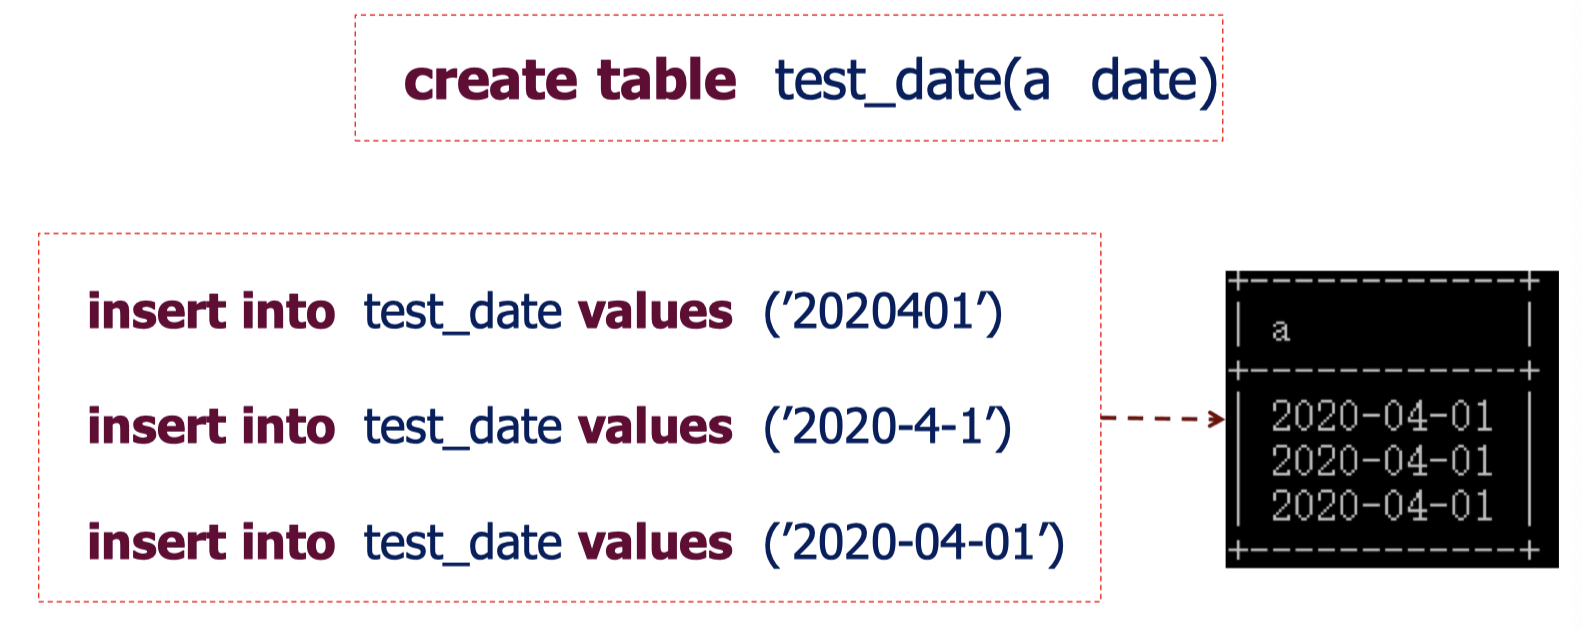 create table test_date(a date)
insert into test_date values (’2020401’)
insert into test_date values (’2020-4-1’)
insert into test_date values (’2020-04-01’)
a
2020-04-01
2020-04-01
2020-04-01